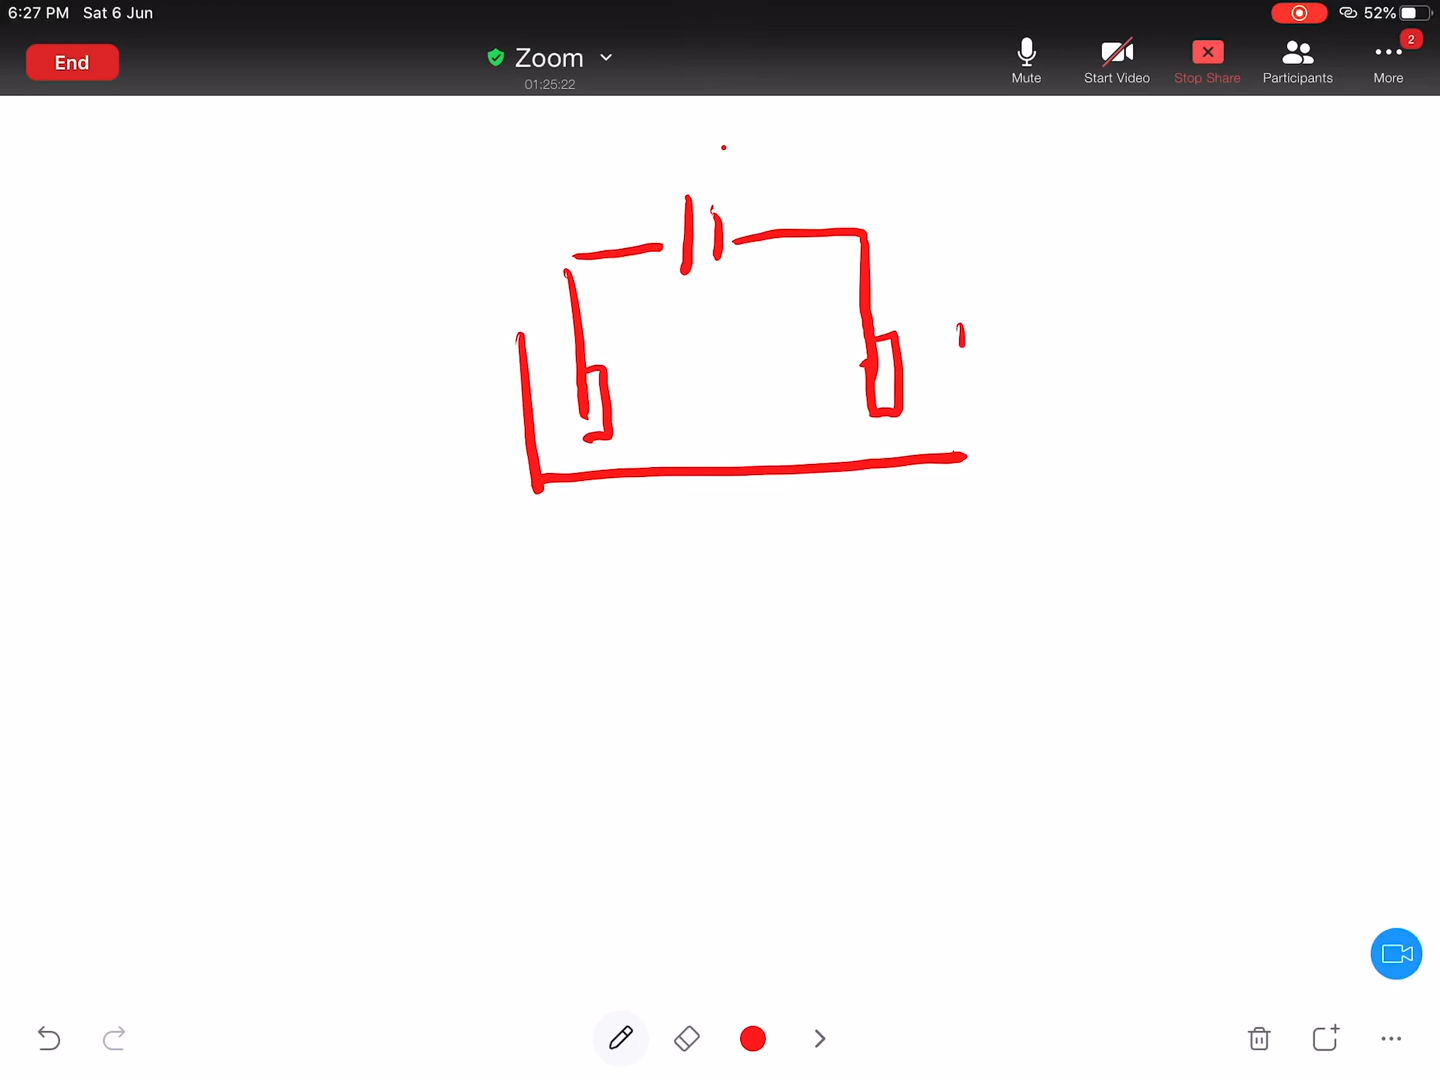 6:27 PM Sat 6 Jun
52%
End
Zoom
01:25:22
Mute
Start Video
Stop Share
Participants
More
2